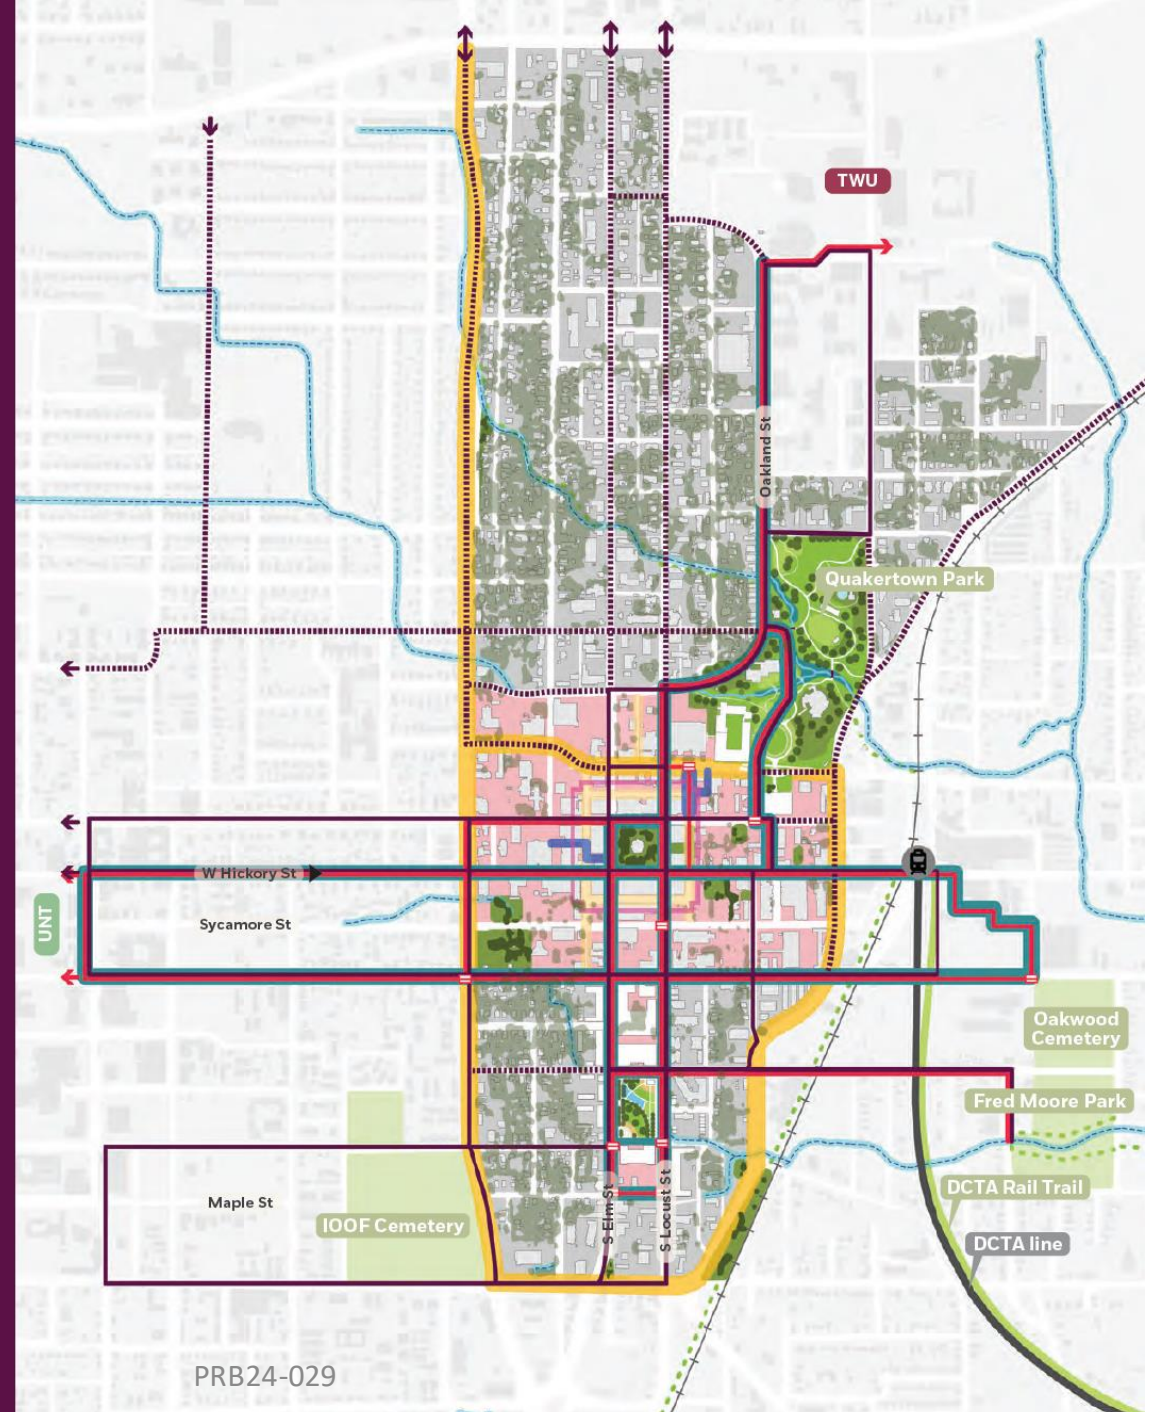 TWU
Oakland St
Quakertown Park
W Hickory St
UNT
Sycamore St
Oakwood
Cemetery
Fred Moore Park
DCTA Rail Trail
Maple St
IOOF Cemetery
S Elm St
S Locust St
DCTA line
PRB24-029